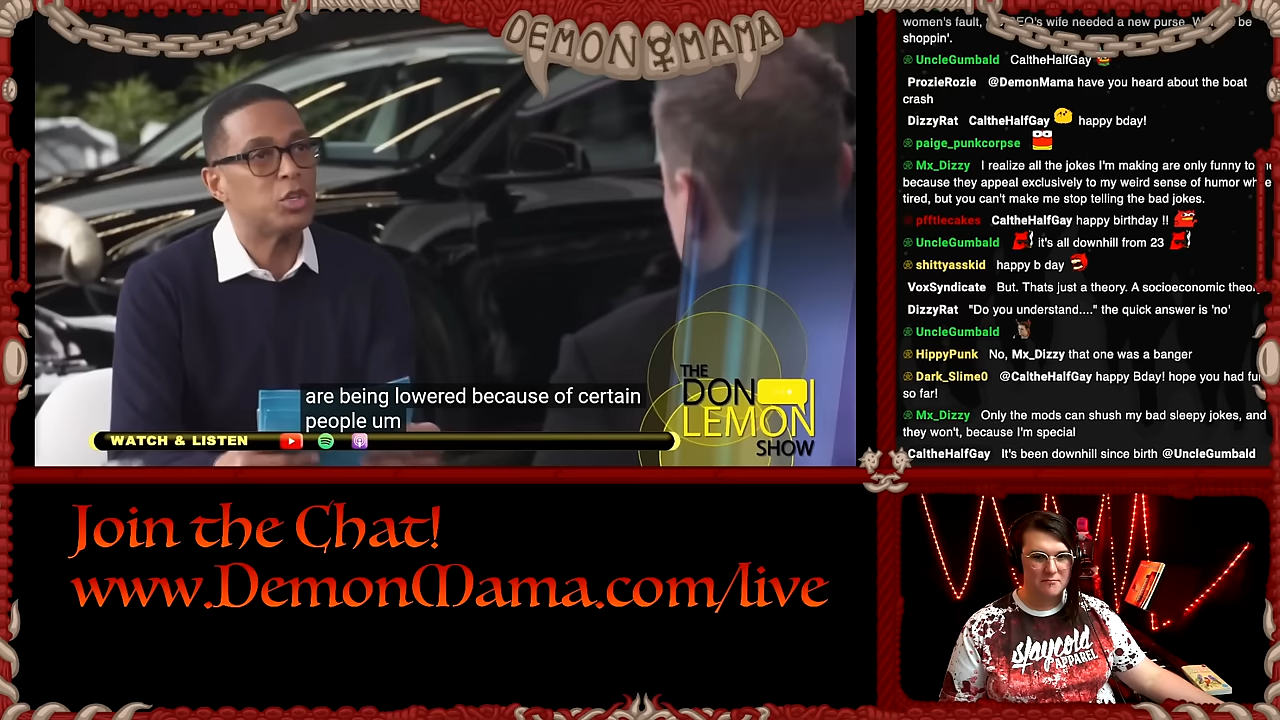 DEMON MAMA
are being lowered because of certain
people um
WATCH & LISTEN
THE
DON
LEMON
SHOW
women's fault,
wife needed a new purse.
be
shoppin'.
UncleGumbald CaltheHalfGay
ProzieRozie @DemonMama have you heard about the boat
crash
DizzyRat CaltheHalfGay happy bday!
paige_punkcorpse
Mx_Dizzy I realize all the jokes I'm making are only funny to
because they appeal exclusively to my weird sense of humor
tired, but you can't make me stop telling the bad jokes.
pfftlecakes CaltheHalfGay happy birthday !!
UncleGumbald it's all downhill from 23
shittyasskid happy b day
VoxSyndicate But. Thats just a theory. A socioeconomic
DizzyRat "Do you understand...." the quick answer is 'no'
UncleGumbald
HippyPunk No, Mx_Dizzy that one was a banger
Dark_Slime0 @CaltheHalfGay happy Bday! hope you had
so far!
Mx_Dizzy Only the mods can shush my bad sleepy jokes, and
they won't, because I'm special
CaltheHalfGay It's been downhill since birth @UncleGumbald
Join the Chat!
www.DemonMama.com/live
staycold
APPAREL